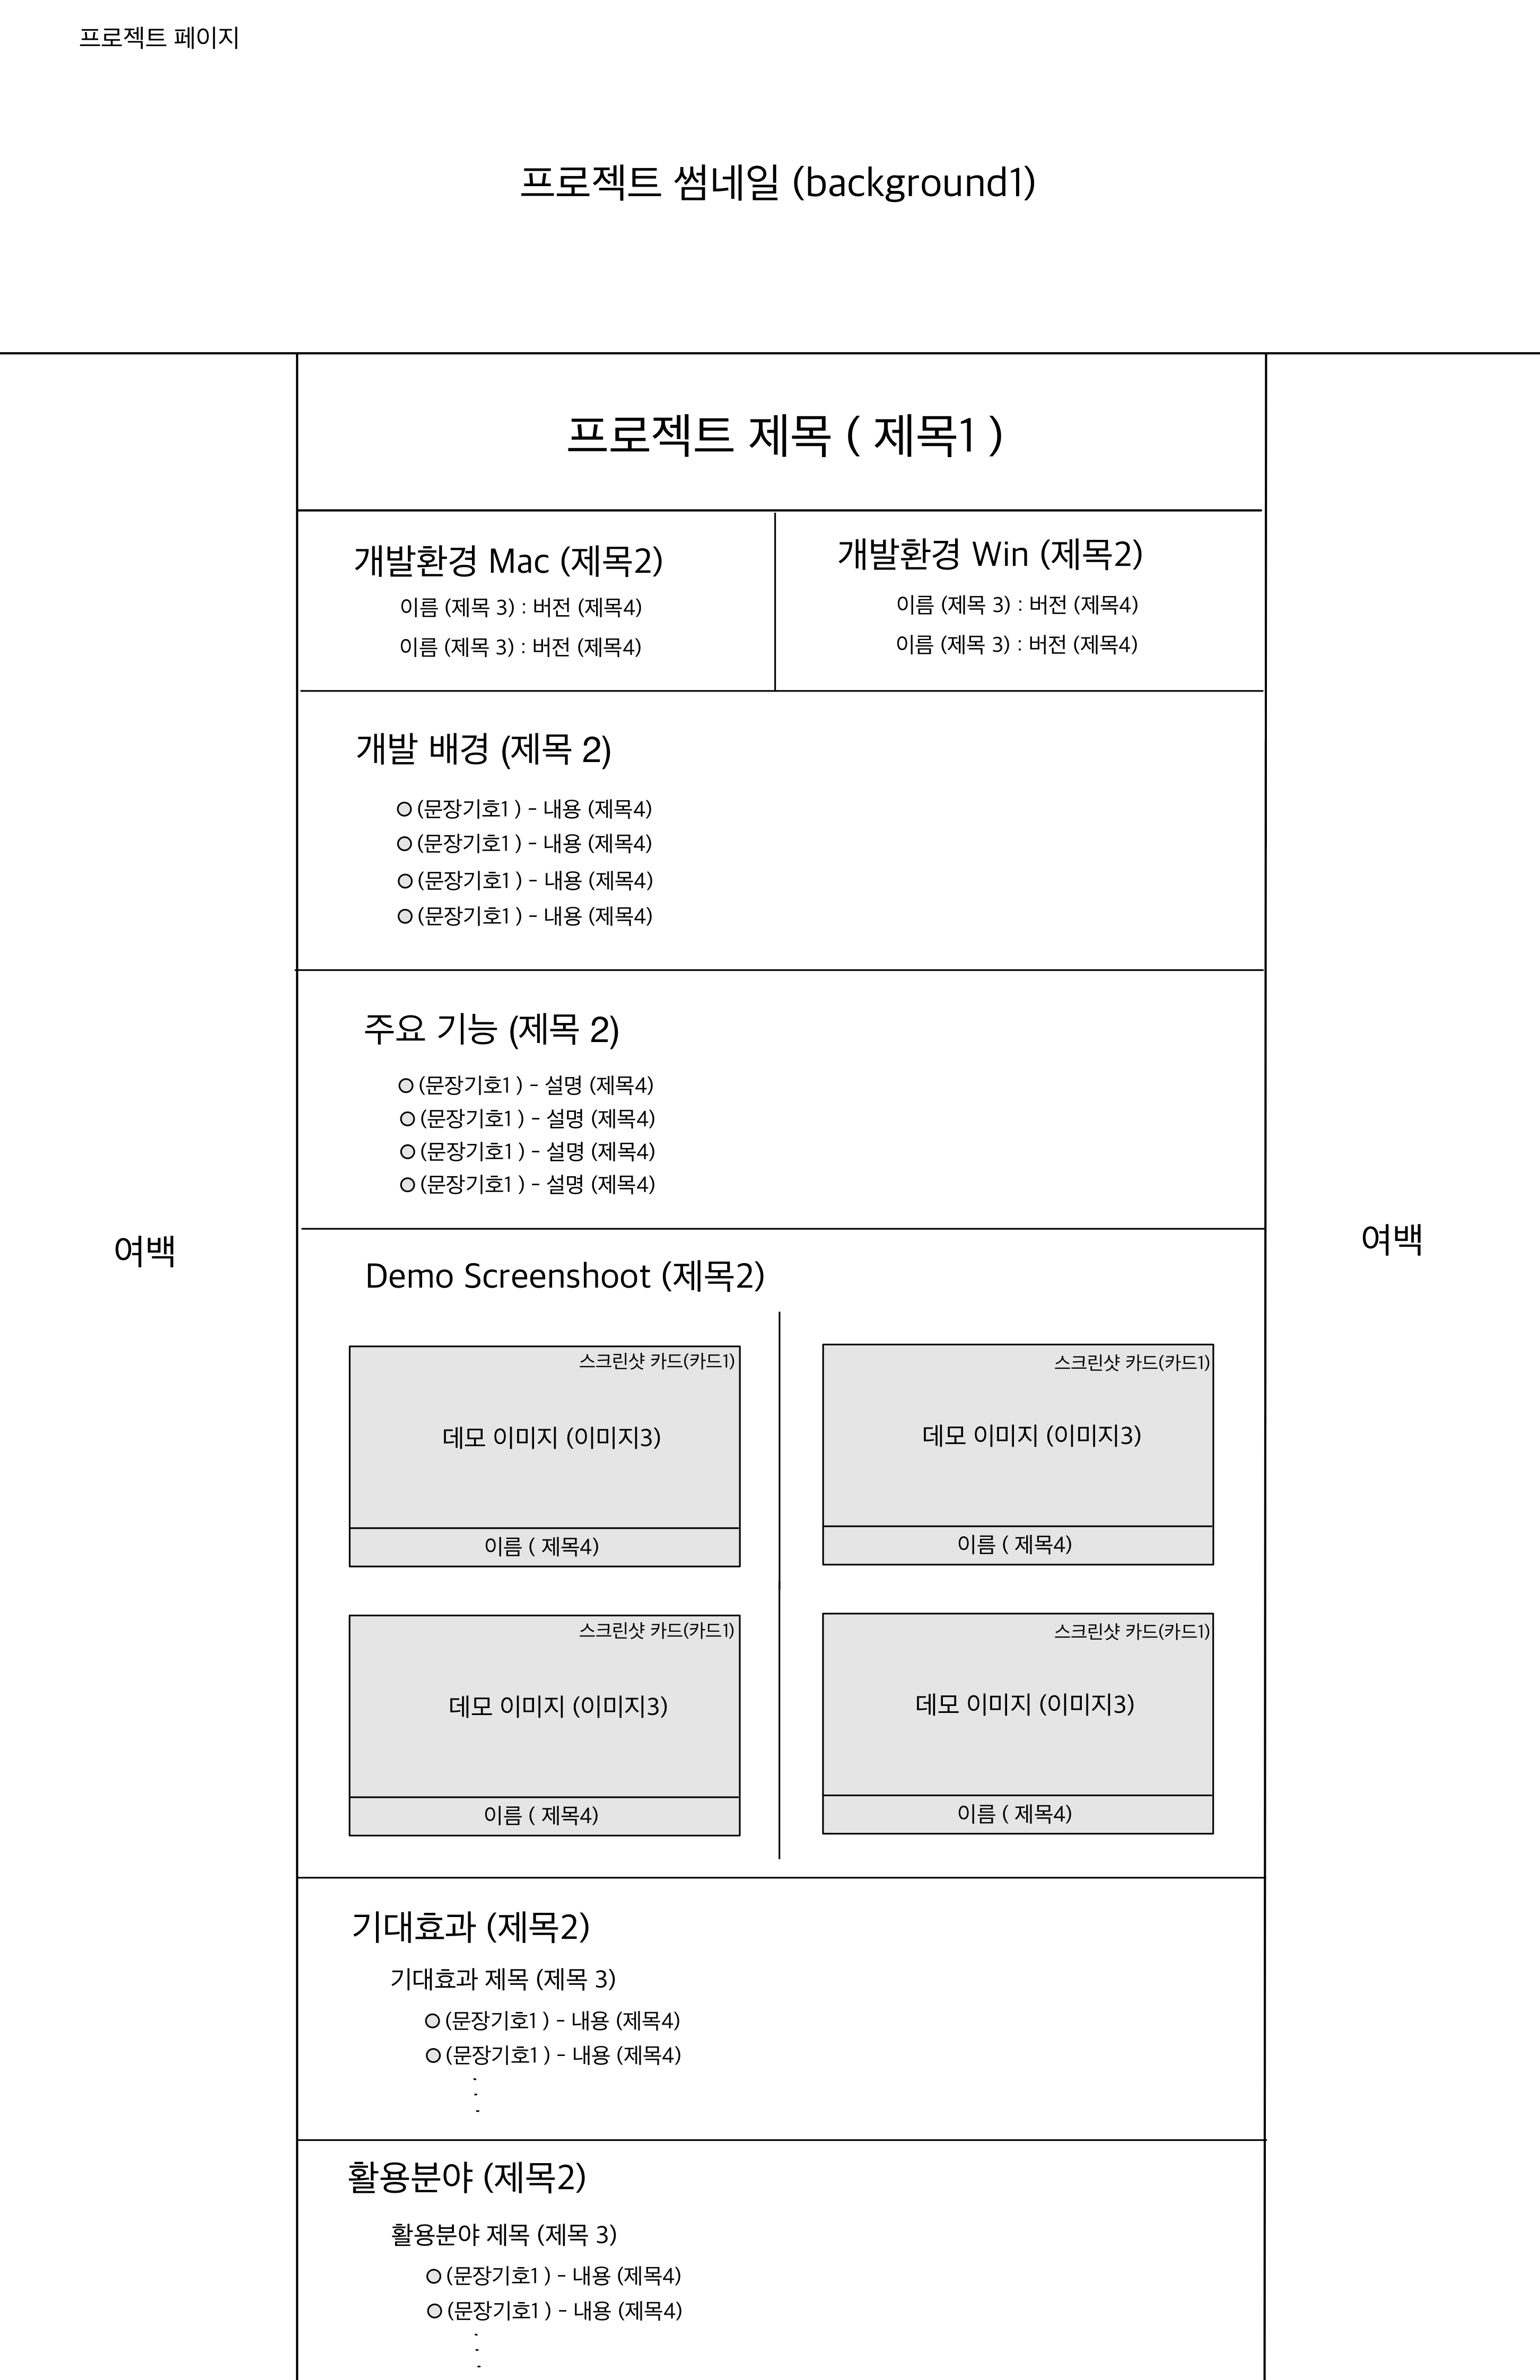 프로젝트 페이지
프로젝트 썸네일 (background1)
프로젝트 제목 ( 제목1 )
개발환경 Mac (제목2)
이름 (제목 3) : 버전 (제목4)
이름 (제목 3) : 버전 (제목4)
개발환경 Win (제목2)
이름 (제목 3) : 버전 (제목4)
이름 (제목 3) : 버전 (제목4)
개발 배경 (제목 2)
(문장기호1 ) - 내용 (제목4)
(문장기호1 ) - 내용 (제목4)
(문장기호1 ) - 내용 (제목4)
(문장기호1 ) - 내용 (제목4)
주요 기능 (제목 2)
(문장기호1 ) - 설명 (제목4)
(문장기호1 ) - 설명 (제목4)
(문장기호1 ) - 설명 (제목4)
(문장기호1 ) - 설명 (제목4)
여백
여백
Demo Screenshoot (제목2)
스크린샷 카드(카드1)
데모 이미지 (이미지3)
이름 ( 제목4)
스크린샷 카드(카드1)
데모 이미지 (이미지3)
이름 ( 제목4)
스크린샷 카드(카드1)
데모 이미지 (이미지3)
이름 ( 제목4)
스크린샷 카드(카드1)
데모 이미지 (이미지3)
이름 ( 제목4)
기대효과 (제목2)
기대효과 제목 (제목 3)
(문장기호1 ) - 내용 (제목4)
(문장기호1 ) - 내용 (제목4)
활용분야 (제목2)
활용분야 제목 (제목 3)
(문장기호1 ) - 내용 (제목4)
(문장기호1 ) - 내용 (제목4)